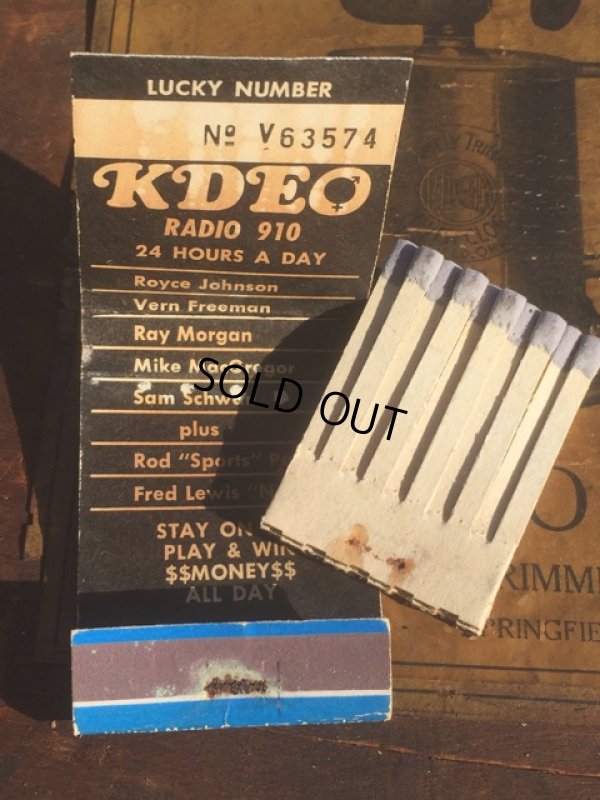 LUCKY NUMBER
Nº V63574
KDEO
RADIO 910
24 HOURS A DAY
Royce Johnson
Vern Freeman
Ray Morgan
Mike MacGregor
Sam
SOLD OUT
plus
Rod "Sports"
Fred Lewis
STAY ON
PLAY & WIN
$$MONEY$$
ALL DAY